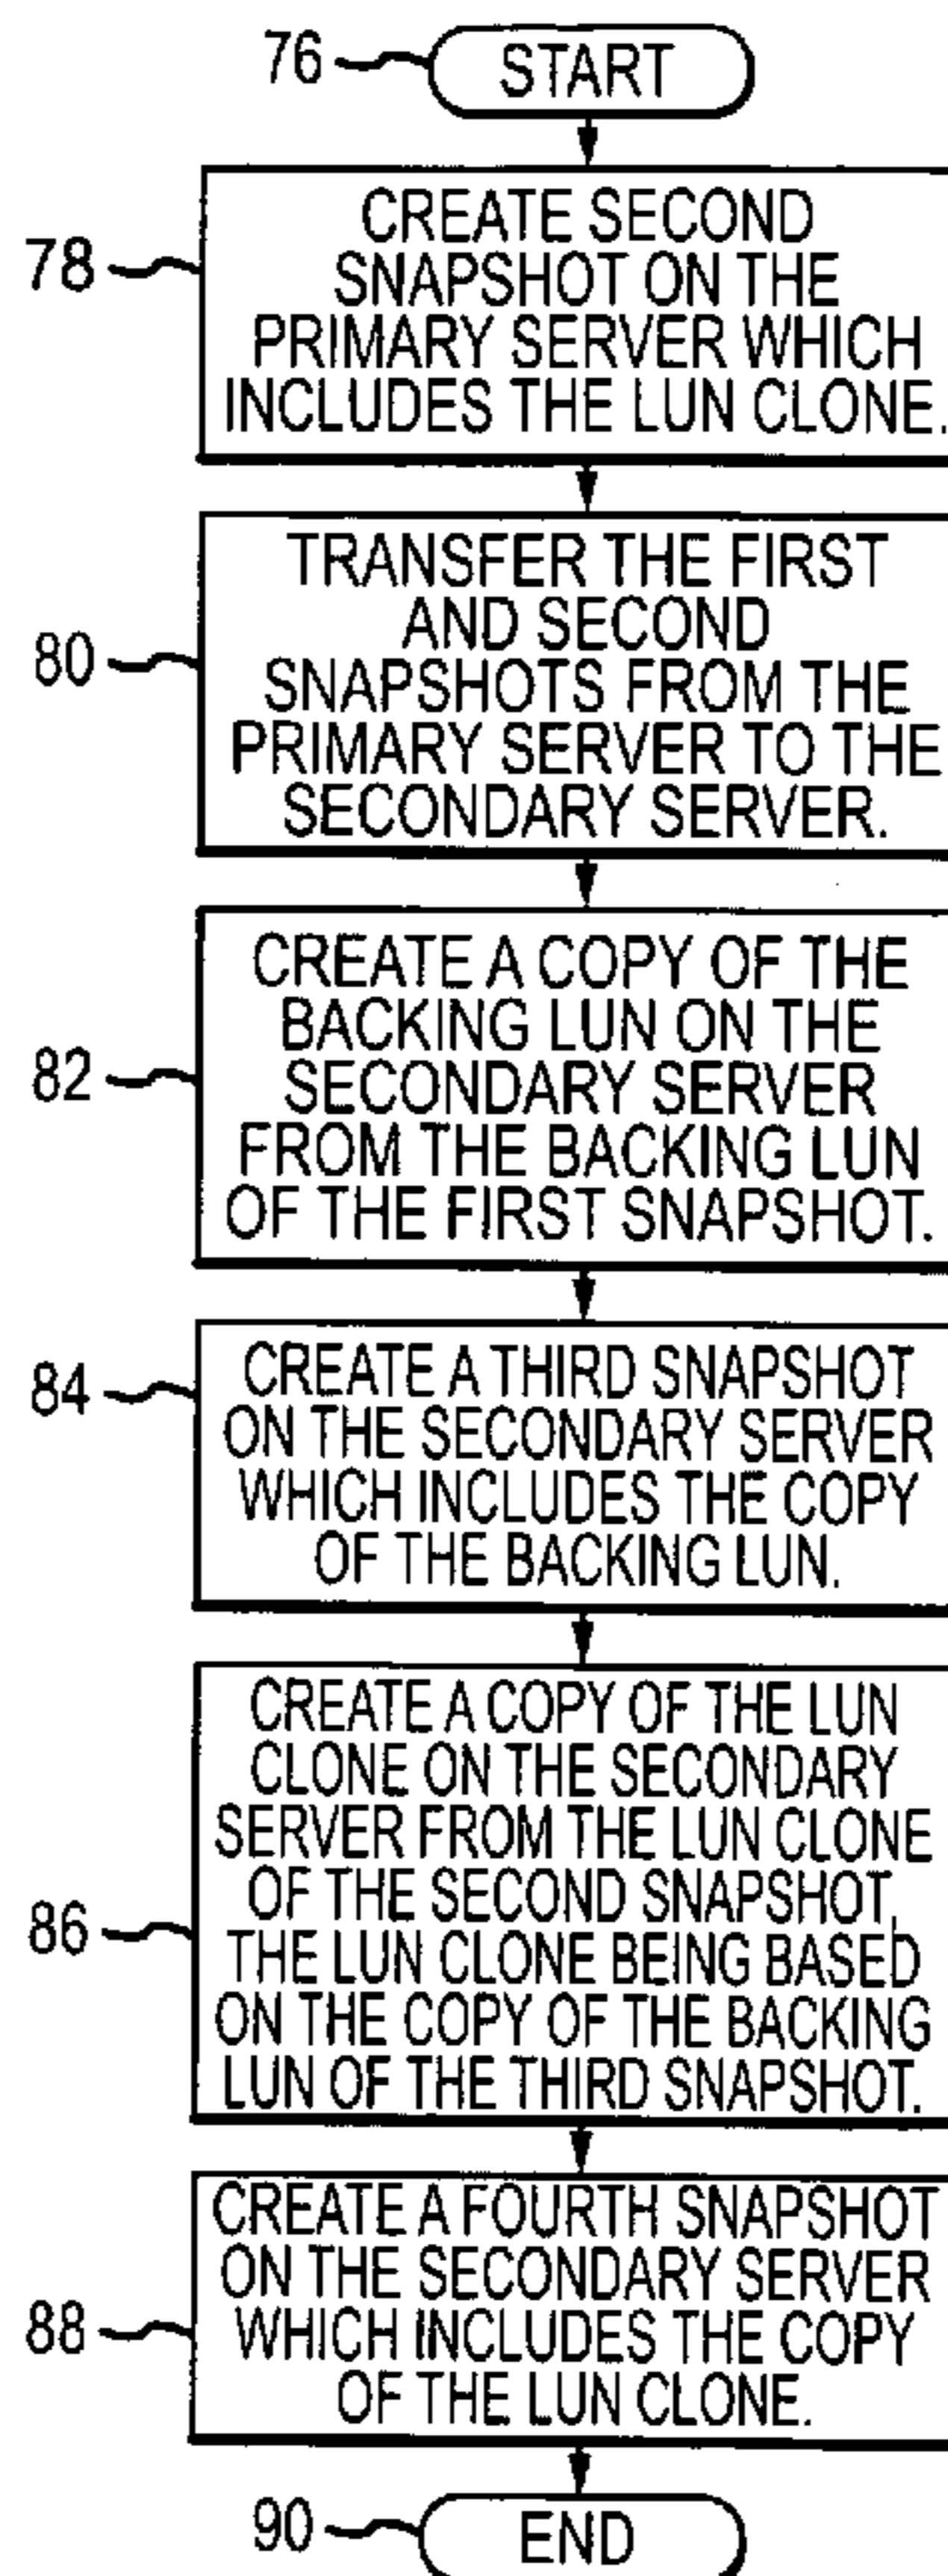 76 START
CREATE SECOND
SNAPSHOT ON THE
PRIMARY SERVER WHICH
INCLUDES THE LUN CLONE.
78
TRANSFER THE FIRST
AND SECOND
SNAPSHOTS FROM THE
PRIMARY SERVER TO THE
SECONDARY SERVER.
80
CREATE A COPY OF THE
BACKING LUN ON THE
SECONDARY SERVER
FROM THE BACKING LUN
OF THE FIRST SNAPSHOT.
82
CREATE A THIRD SNAPSHOT
ON THE SECONDARY SERVER
WHICH INCLUDES THE COPY
OF THE BACKING LUN.
84
CREATE A COPY OF THE LUN
CLONE ON THE SECONDARY
SERVER FROM THE LUN CLONE
OF THE SECOND SNAPSHOT,
THE LUN CLONE BEING BASED
ON THE COPY OF THE BACKING
LUN OF THE THIRD SNAPSHOT.
86
CREATE A FOURTH SNAPSHOT
ON THE SECONDARY SERVER
WHICH INCLUDES THE COPY
OF THE LUN CLONE.
88
90 END